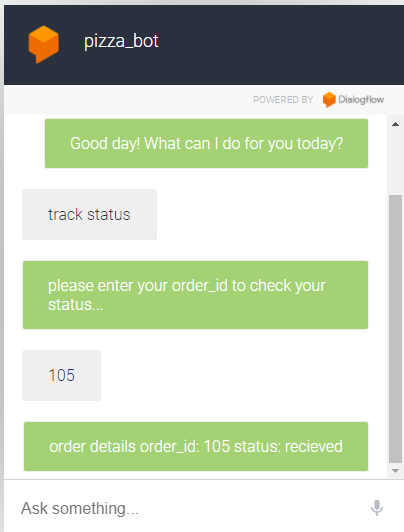 pizza_bot
POWERED BY Dialogflow
Good day! What can I do for you today?
track status
please enter your order_id to check your
status...
105
order details order_id: 105 status: recieved
Ask something...